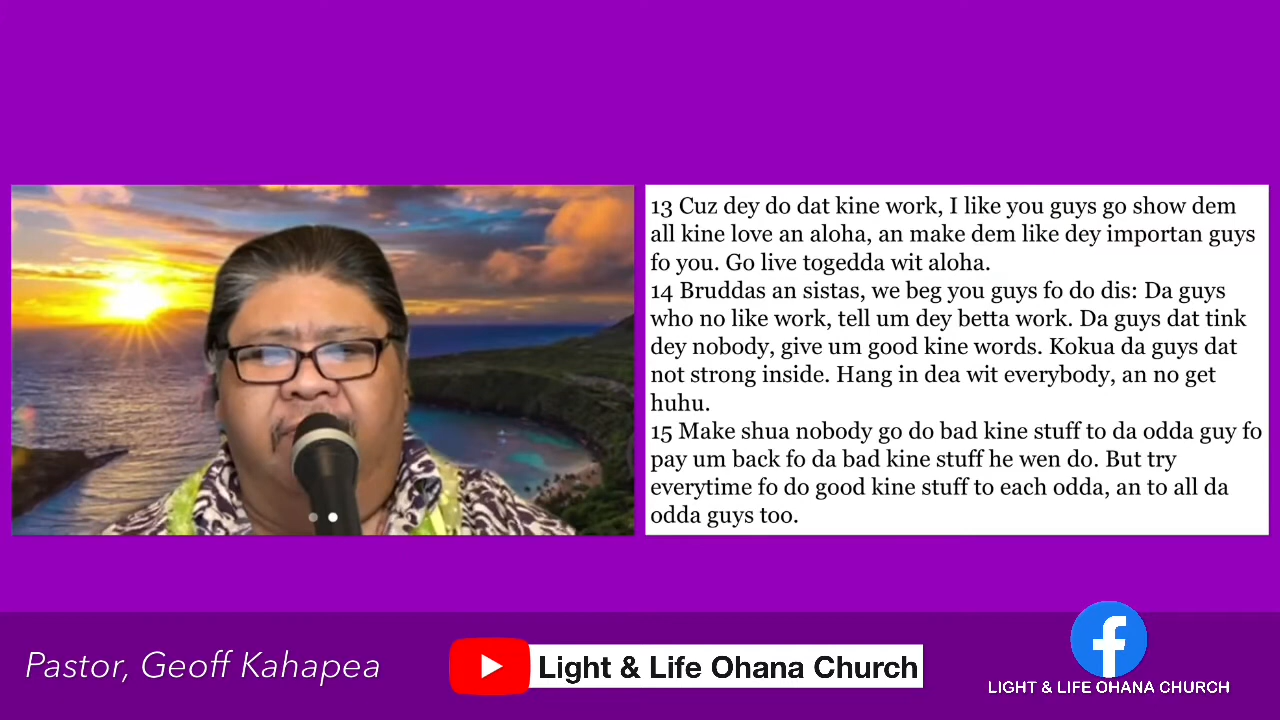 13 Cuz dey do dat kine work, I like you guys go show dem
all kine love an aloha, an make dem like dey importan guys
fo you. Go live togedda wit aloha.
14 Bruddas an sistas, we beg you guys fo do dis: Da guys
who no like work, tell um dey betta work. Da guys dat tink
dey nobody, give um good kine words. Kokua da guys dat
not strong inside. Hang in dea wit everybody, an no get
huhu.
15 Make shua nobody go do bad kine stuff to da odda guy fo
pay um back fo da bad kine stuff he wen do. But try
everytime fo do good kine stuff to each odda, an to all da
odda guys too.
Pastor, Geoff Kahapea
Light & Life Ohana Church
LIGHT & LIFE OHANA CHURCH